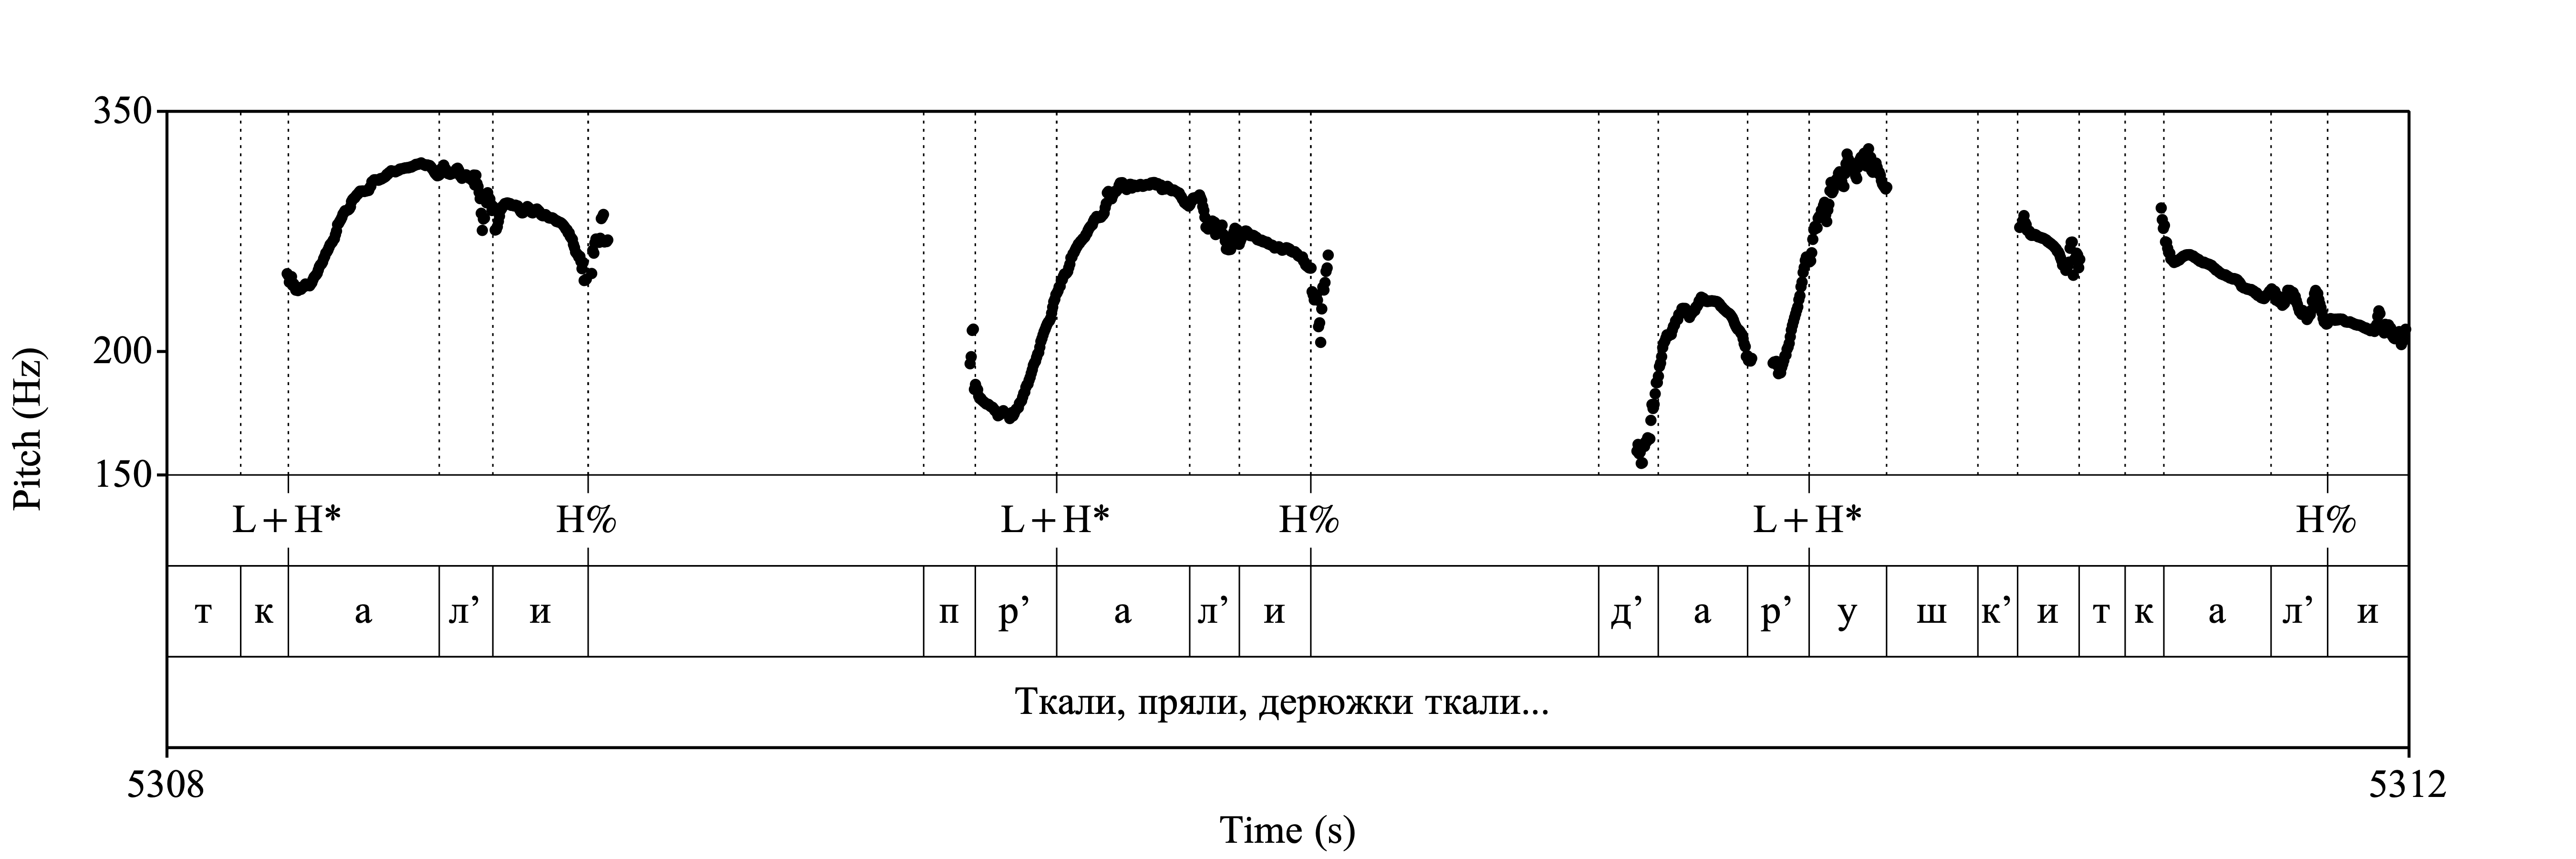 350
200
150
Pitch (Hz)
L+H* H% L+H* H% L+H* H%
т к а л’ и п р’ а л’ и д’ а р’ у ш к’ и т к а л’ и
Ткали, пряли, дерюжки ткали...
5308 5312
Time (s)